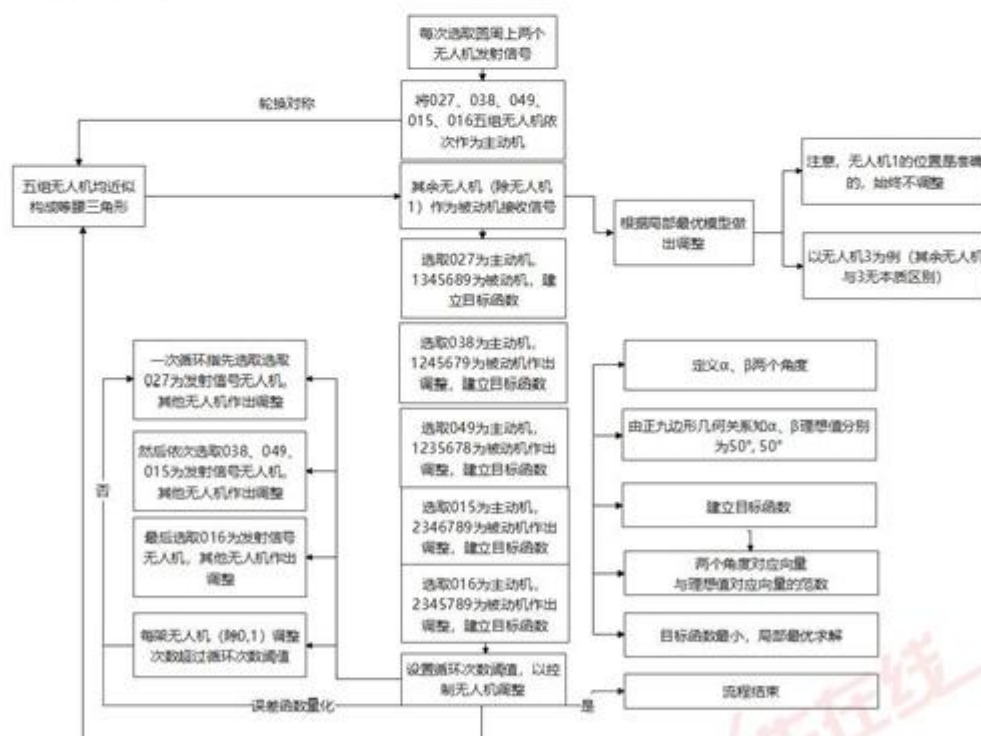 每次选取圆周上两个
无人机发射信号
轮换对称
将027、038、049、
015、016五组无人机依
次作为主动机
五组无人机均近似
构成等腰三角形
其余无人机（除无人机
1）作为被动机接收信号
根据局部最优模型做
出调整
注意，无人机1的位置是准确
的，始终不调整
以无人机3为例（其余无人机
与3无本质区别）
选取027为主动机，
1345689为被动机，建
立目标函数
选取038为主动机，
1245679为被动机作出
调整，建立目标函数
选取049为主动机，
1235678为被动机作出
调整，建立目标函数
选取015为主动机，
2346789为被动机作出
调整，建立目标函数
选取016为主动机，
2345789为被动机作出
调整，建立目标函数
设置循环次数阈值，以控
制无人机调整
一次循环指先选取选取
027为发射信号无人机，
其他无人机作出调整
然后依次选取038、049、
015为发射信号无人机，
其他无人机作出调整
最后选取016为发射信号
无人机，其他无人机作出
调整
每架无人机（除0,1）调整
次数超过循环次数阈值
否
误差函数量化
是
定义α、β两个角度
由正九边形几何关系知α、β理想值分别
为50°, 50°
建立目标函数
两个角度对应向量
与理想值对应向量的范数
目标函数最小，局部最优求解
流程结束
在线